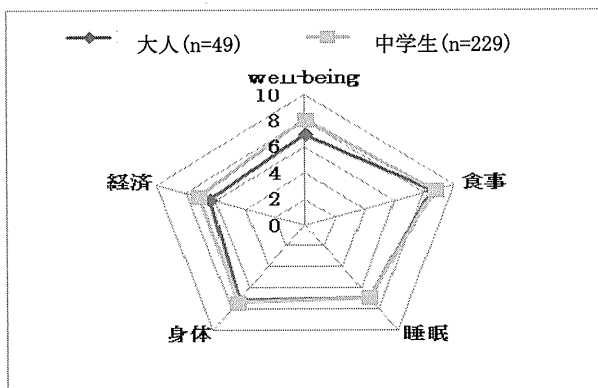 大人(n=49) 中学生(n=229)
well-being
10
8
6
4
2
0
経済
食事
身体
睡眠